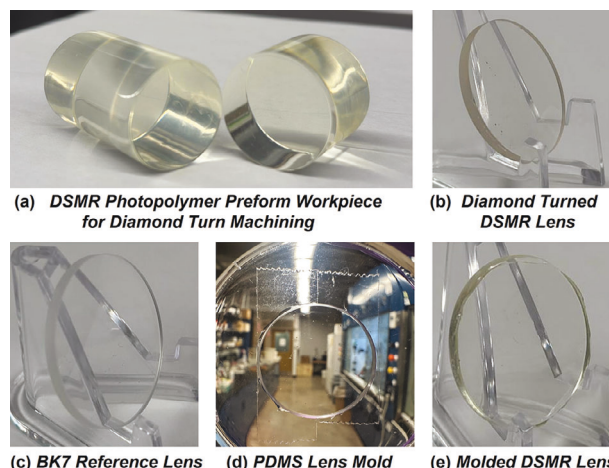 (a) DSMR Photopolymer Preform Workpiece
for Diamond Turn Machining
(b) Diamond Turned
DSMR Lens
(c) BK7 Reference Lens
(d) PDMS Lens Mold
(e) Molded DSMR Lens